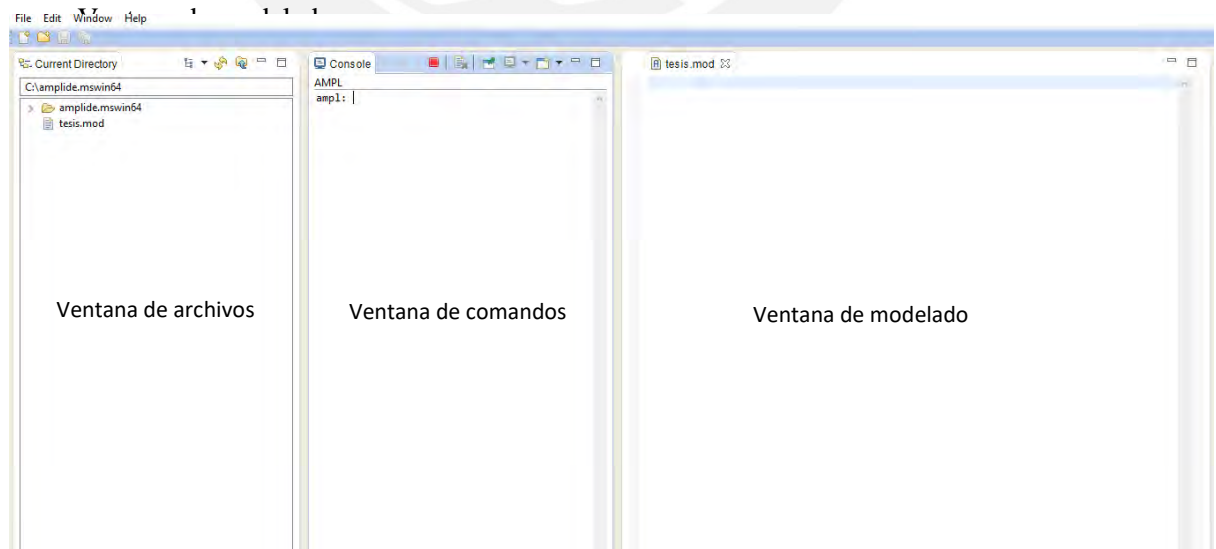 File Edit Window Help
Current Directory
C:\amplide.mswin64
amplide.mswin64
tesis.mod
Ventana de archivos
Console
AMPL
ampl:
Ventana de comandos
tesis.mod
Ventana de modelado